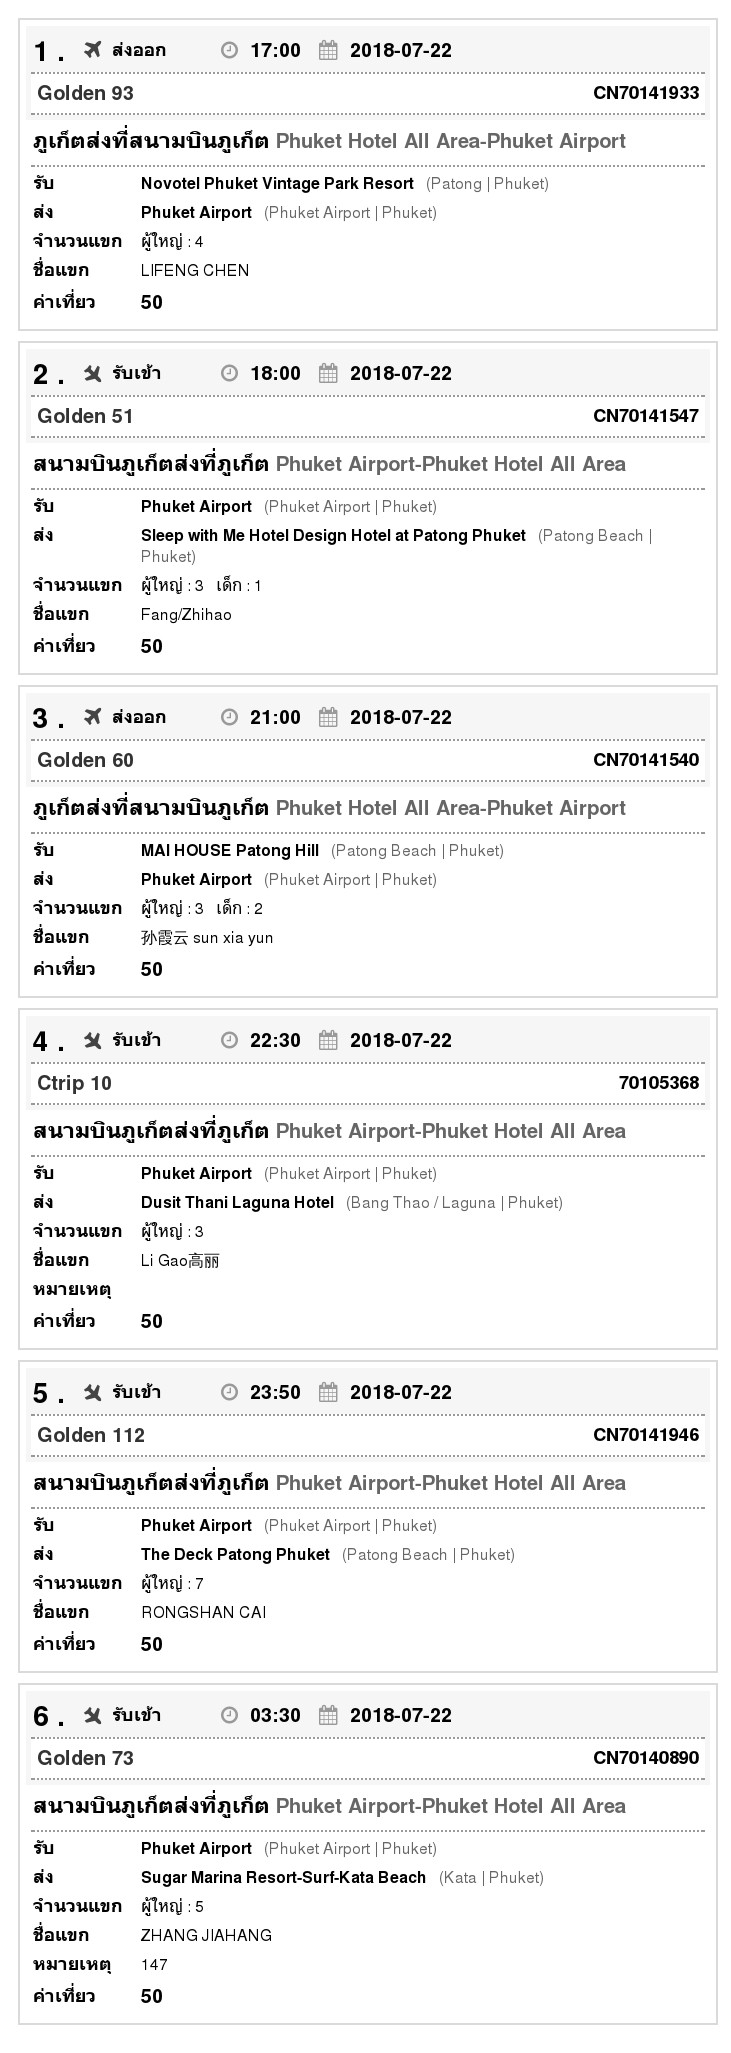 1 . ส่งออก 17:00 2018-07-22
Golden 93 CN70141933
ภูเก็ตส่งที่สนามบินภูเก็ต Phuket Hotel All Area-Phuket Airport
รับ Novotel Phuket Vintage Park Resort (Patong | Phuket)
ส่ง Phuket Airport (Phuket Airport | Phuket)
จำนวนแขก ผู้ใหญ่ : 4
ชื่อแขก LIFENG CHEN
ค่าเที่ยว 50
2 . รับเข้า 18:00 2018-07-22
Golden 51 CN70141547
สนามบินภูเก็ตส่งที่ภูเก็ต Phuket Airport-Phuket Hotel All Area
รับ Phuket Airport (Phuket Airport | Phuket)
ส่ง Sleep with Me Hotel Design Hotel at Patong Phuket (Patong Beach |
Phuket)
จำนวนแขก ผู้ใหญ่ : 3 เด็ก : 1
ชื่อแขก Fang/Zhihao
ค่าเที่ยว 50
3 . ส่งออก 21:00 2018-07-22
Golden 60 CN70141540
ภูเก็ตส่งที่สนามบินภูเก็ต Phuket Hotel All Area-Phuket Airport
รับ MAI HOUSE Patong Hill (Patong Beach | Phuket)
ส่ง Phuket Airport (Phuket Airport | Phuket)
จำนวนแขก ผู้ใหญ่ : 3 เด็ก : 2
ชื่อแขก 孙霞云 sun xia yun
ค่าเที่ยว 50
4 . รับเข้า 22:30 2018-07-22
Ctrip 10 70105368
สนามบินภูเก็ตส่งที่ภูเก็ต Phuket Airport-Phuket Hotel All Area
รับ Phuket Airport (Phuket Airport | Phuket)
ส่ง Dusit Thani Laguna Hotel (Bang Thao / Laguna | Phuket)
จำนวนแขก ผู้ใหญ่ : 3
ชื่อแขก Li Gao高丽
หมายเหตุ
ค่าเที่ยว 50
5 . รับเข้า 23:50 2018-07-22
Golden 112 CN70141946
สนามบินภูเก็ตส่งที่ภูเก็ต Phuket Airport-Phuket Hotel All Area
รับ Phuket Airport (Phuket Airport | Phuket)
ส่ง The Deck Patong Phuket (Patong Beach | Phuket)
จำนวนแขก ผู้ใหญ่ : 7
ชื่อแขก RONGSHAN CAI
ค่าเที่ยว 50
6 . รับเข้า 03:30 2018-07-22
Golden 73 CN70140890
สนามบินภูเก็ตส่งที่ภูเก็ต Phuket Airport-Phuket Hotel All Area
รับ Phuket Airport (Phuket Airport | Phuket)
ส่ง Sugar Marina Resort-Surf-Kata Beach (Kata | Phuket)
จำนวนแขก ผู้ใหญ่ : 5
ชื่อแขก ZHANG JIAHANG
หมายเหตุ 147
ค่าเที่ยว 50